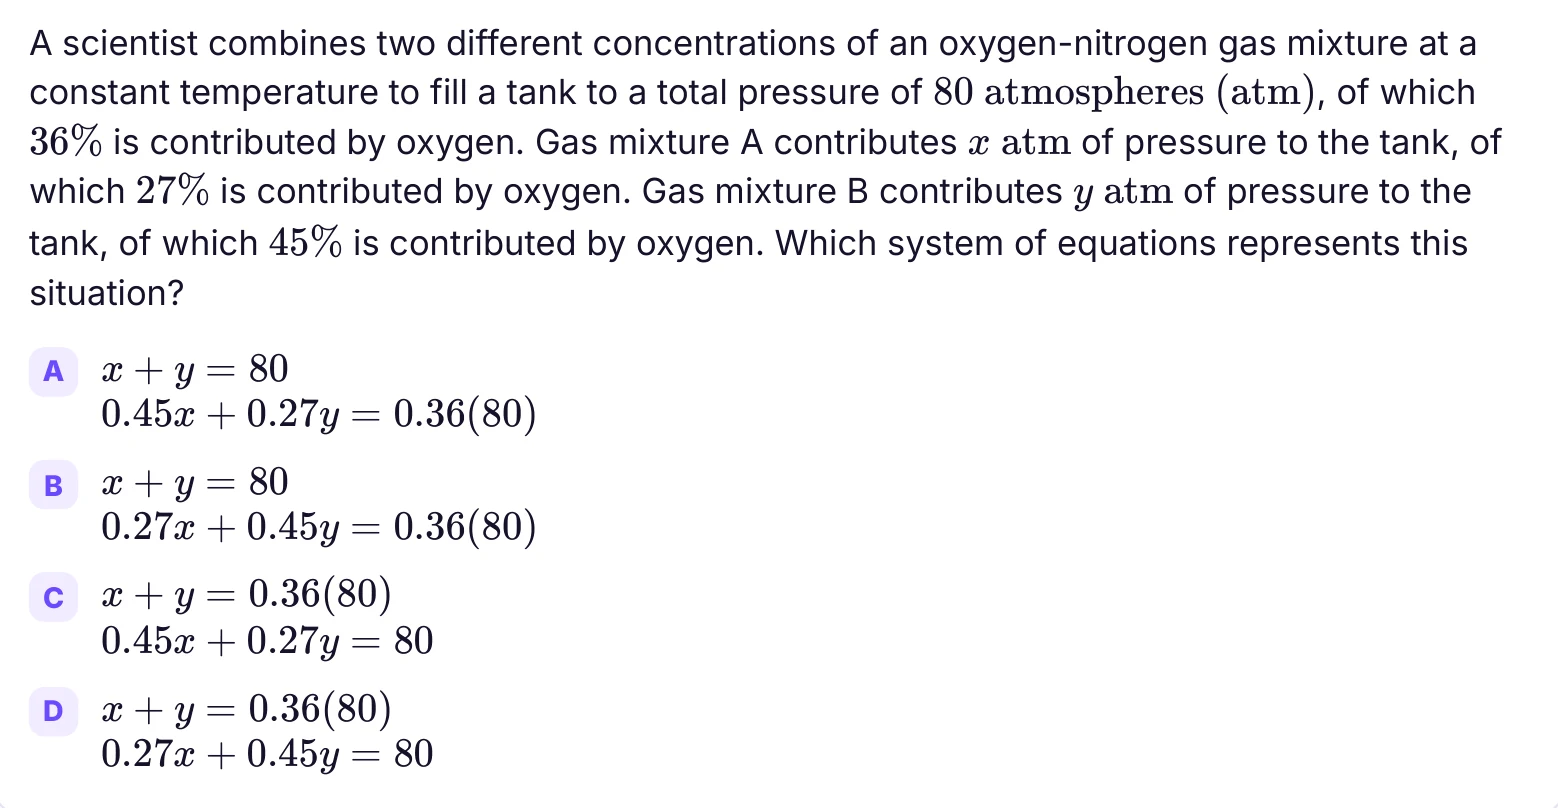 A scientist combines two different concentrations of an oxygen-nitrogen gas mixture at a
constant temperature to fill a tank to a total pressure of 80 atmospheres (atm), of which
36% is contributed by oxygen. Gas mixture A contributes x atm of pressure to the tank, of
which 27% is contributed by oxygen. Gas mixture B contributes y atm of pressure to the
tank, of which 45% is contributed by oxygen. Which system of equations represents this
situation?
A x + y = 80
0.45x + 0.27y = 0.36(80)
B x + y = 80
0.27x + 0.45y = 0.36(80)
C x + y = 0.36(80)
0.45x + 0.27y = 80
D x + y = 0.36(80)
0.27x + 0.45y = 80